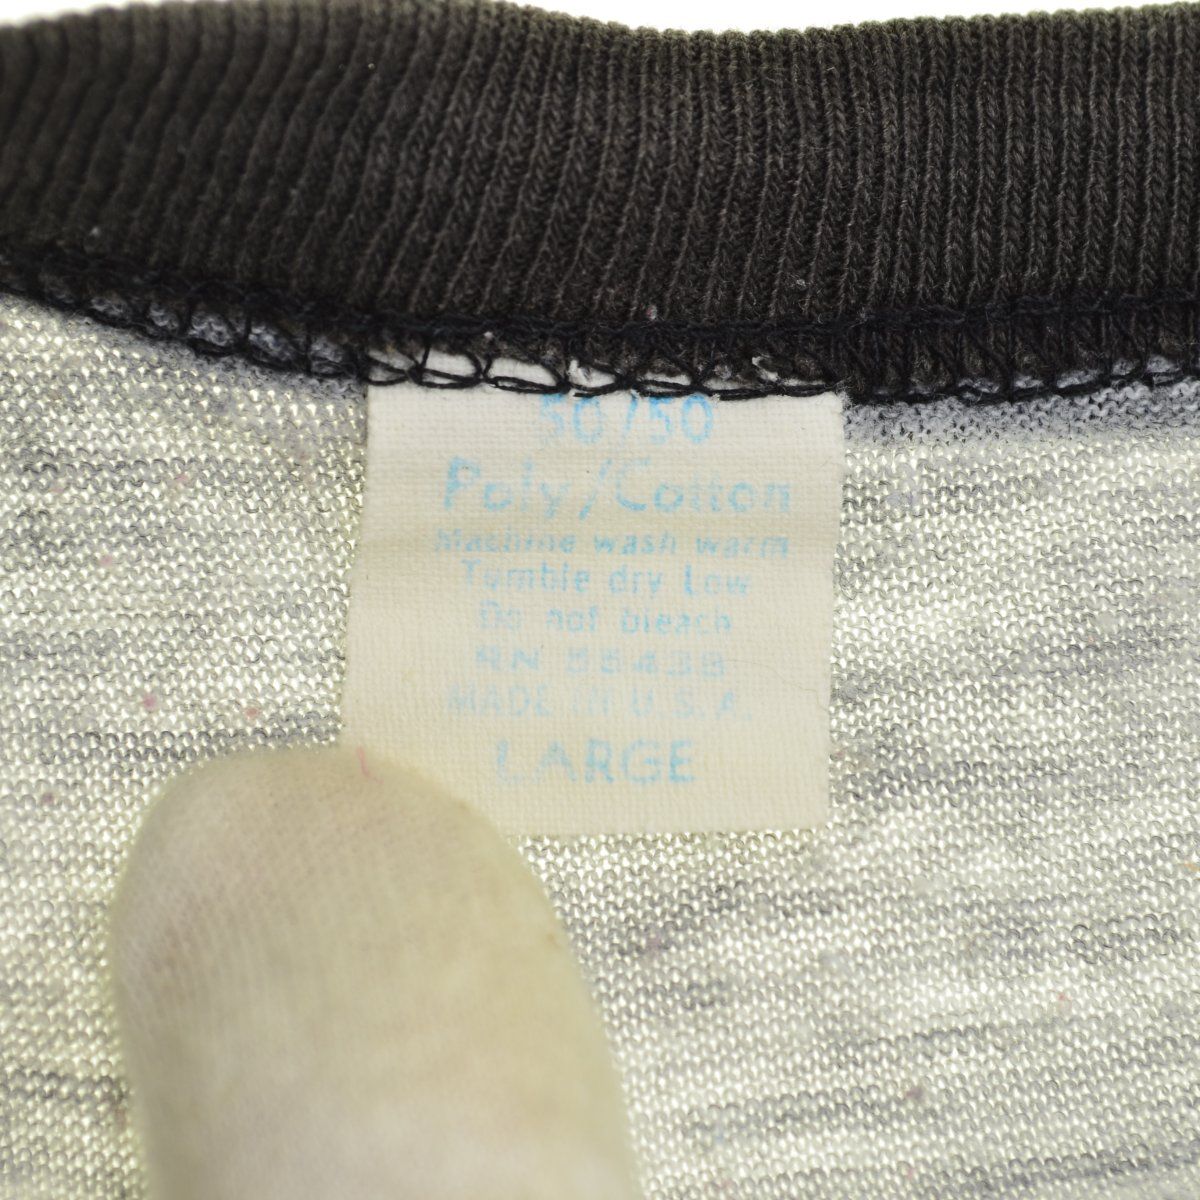 50/50
Poly/Cotton
Machine wash warm
Tumble dry Low
Do not bleach
RN 55438
MADE IN U.S.A.
LARGE